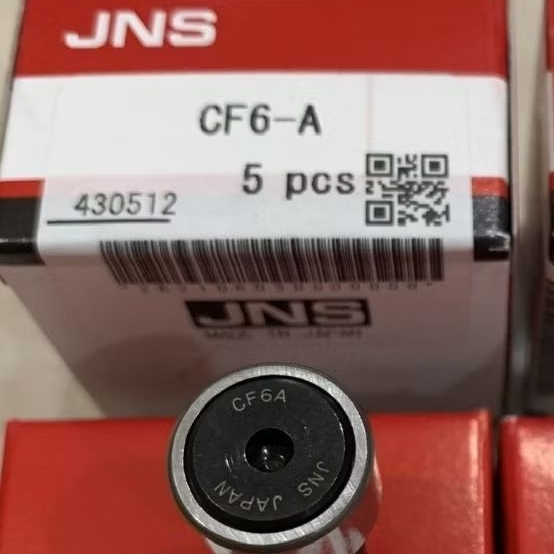 JNS
CF6-A
5 pcs
430512
JNS
MADE IN JAPAN
CF6A
JNS JAPAN